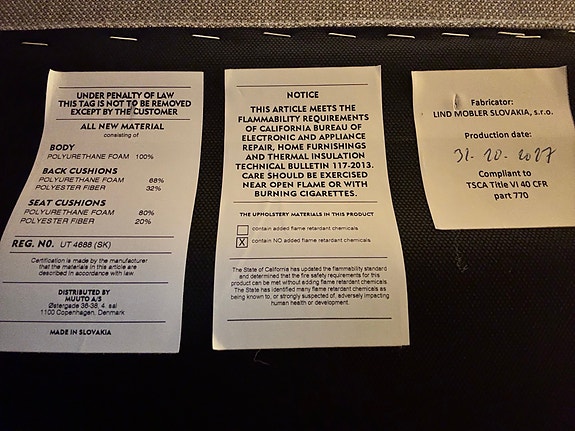 UNDER PENALTY OF LAW
THIS TAG IS NOT TO BE REMOVED
EXCEPT BY THE CUSTOMER
ALL NEW MATERIAL
consisting of
BODY
POLYURETHANE FOAM 100%
BACK CUSHIONS
POLYURETHANE FOAM 68%
POLYESTER FIBER 32%
SEAT CUSHIONS
POLYURETHANE FOAM 80%
POLYESTER FIBER 20%
REG. NO. UT 4688 (SK)
Certification is made by the manufacturer
that the materials in this article are
described in accordance with law
DISTRIBUTED BY
MUUTO A/S
Østergade 36-38, 4. sal
1100 Copenhagen, Denmark
MADE IN SLOVAKIA
NOTICE
THIS ARTICLE MEETS THE
FLAMMABILITY REQUIREMENTS
OF CALIFORNIA BUREAU OF
ELECTRONIC AND APPLIANCE
REPAIR, HOME FURNISHINGS
AND THERMAL INSULATION
TECHNICAL BULLETIN 117-2013.
CARE SHOULD BE EXERCISED
NEAR OPEN FLAME OR WITH
BURNING CIGARETTES.
THE UPHOLSTERY MATERIALS IN THIS PRODUCT
contain added flame retardant chemicals
X contain NO added flame retardant chemicals
The State of California has updated the flammability standard
and determined that the fire safety requirements for this
product can be met without adding flame retardant chemicals.
The State has identified many flame retardant chemicals as
being known to, or strongly suspected of, adversely impacting
human health or development.
Fabricator:
LIND MOBLER SLOVAKIA, s.r.o.
Production date:
Compliant to
TSCA Title VI 40 CFR
part 770